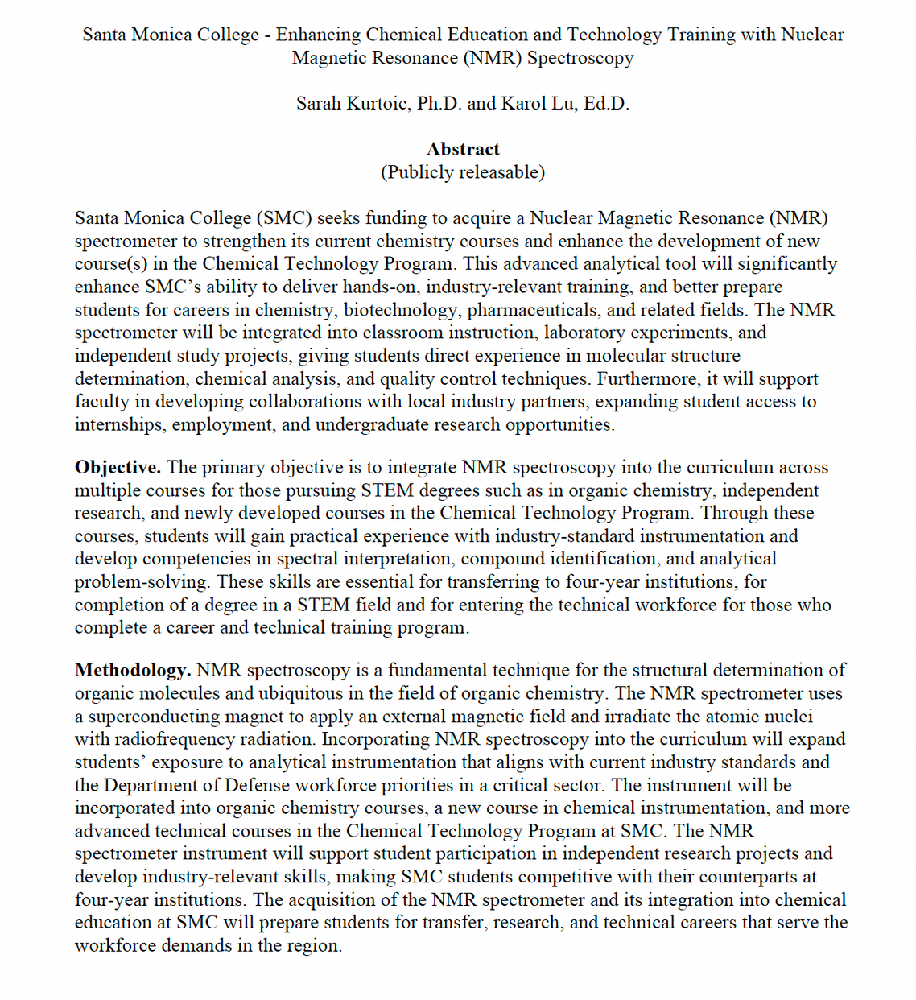 Santa Monica College - Enhancing Chemical Education and Technology Training with Nuclear
Magnetic Resonance (NMR) Spectroscopy
Sarah Kurtoic, Ph.D. and Karol Lu, Ed.D.
Abstract
(Publicly releasable)
Santa Monica College (SMC) seeks funding to acquire a Nuclear Magnetic Resonance (NMR)
spectrometer to strengthen its current chemistry courses and enhance the development of new
course(s) in the Chemical Technology Program. This advanced analytical tool will significantly
enhance SMC’s ability to deliver hands-on, industry-relevant training, and better prepare
students for careers in chemistry, biotechnology, pharmaceuticals, and related fields. The NMR
spectrometer will be integrated into classroom instruction, laboratory experiments, and
independent study projects, giving students direct experience in molecular structure
determination, chemical analysis, and quality control techniques. Furthermore, it will support
faculty in developing collaborations with local industry partners, expanding student access to
internships, employment, and undergraduate research opportunities.
Objective. The primary objective is to integrate NMR spectroscopy into the curriculum across
multiple courses for those pursuing STEM degrees such as in organic chemistry, independent
research, and newly developed courses in the Chemical Technology Program. Through these
courses, students will gain practical experience with industry-standard instrumentation and
develop competencies in spectral interpretation, compound identification, and analytical
problem-solving. These skills are essential for transferring to four-year institutions, for
completion of a degree in a STEM field and for entering the technical workforce for those who
complete a career and technical training program.
Methodology. NMR spectroscopy is a fundamental technique for the structural determination of
organic molecules and ubiquitous in the field of organic chemistry. The NMR spectrometer uses
a superconducting magnet to apply an external magnetic field and irradiate the atomic nuclei
with radiofrequency radiation. Incorporating NMR spectroscopy into the curriculum will expand
students’ exposure to analytical instrumentation that aligns with current industry standards and
the Department of Defense workforce priorities in a critical sector. The instrument will be
incorporated into organic chemistry courses, a new course in chemical instrumentation, and more
advanced technical courses in the Chemical Technology Program at SMC. The NMR
spectrometer instrument will support student participation in independent research projects and
develop industry-relevant skills, making SMC students competitive with their counterparts at
four-year institutions. The acquisition of the NMR spectrometer and its integration into chemical
education at SMC will prepare students for transfer, research, and technical careers that serve the
workforce demands in the region.